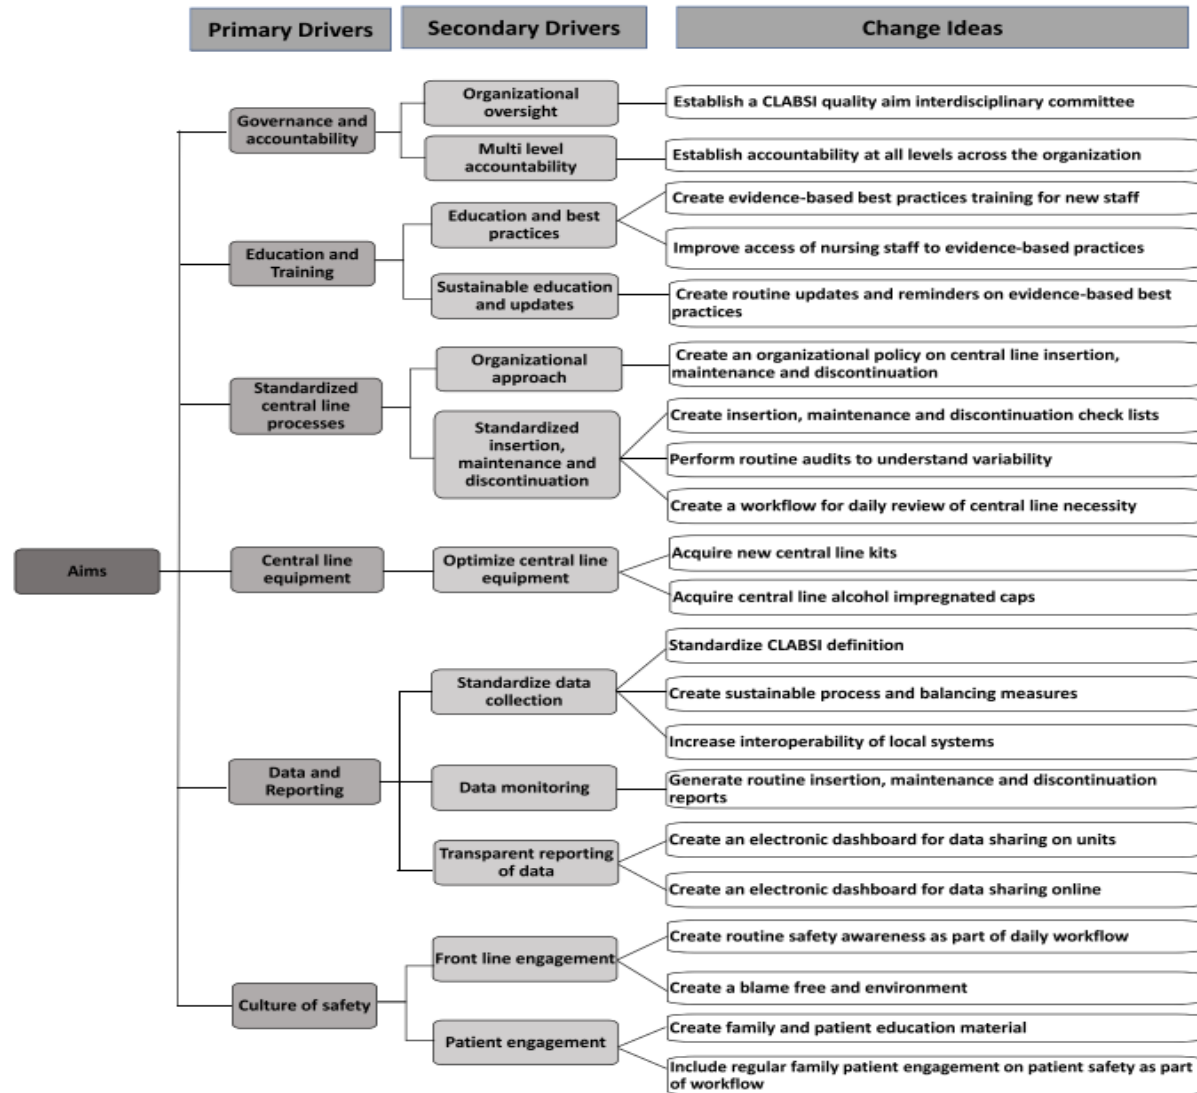 Primary Drivers
Secondary Drivers
Change Ideas
Aims
Governance and
accountability
Organizational
oversight
Establish a CLABSI quality aim interdisciplinary committee
Multi level
accountability
Establish accountability at all levels across the organization
Education and
Training
Education and best
practices
Create evidence-based best practices training for new staff
Improve access of nursing staff to evidence-based practices
Sustainable education
and updates
Create routine updates and reminders on evidence-based best
practices
Standardized
central line
processes
Organizational
approach
Create an organizational policy on central line insertion,
maintenance and discontinuation
Standardized
insertion,
maintenance and
discontinuation
Create insertion, maintenance and discontinuation check lists
Perform routine audits to understand variability
Create a workflow for daily review of central line necessity
Central line
equipment
Optimize central line
equipment
Acquire new central line kits
Acquire central line alcohol impregnated caps
Data and
Reporting
Standardize data
collection
Standardize CLABSI definition
Create sustainable process and balancing measures
Increase interoperability of local systems
Data monitoring
Generate routine insertion, maintenance and discontinuation
reports
Transparent reporting
of data
Create an electronic dashboard for data sharing on units
Create an electronic dashboard for data sharing online
Culture of safety
Front line engagement
Create routine safety awareness as part of daily workflow
Create a blame free and environment
Patient engagement
Create family and patient education material
Include regular family patient engagement on patient safety as part
of workflow